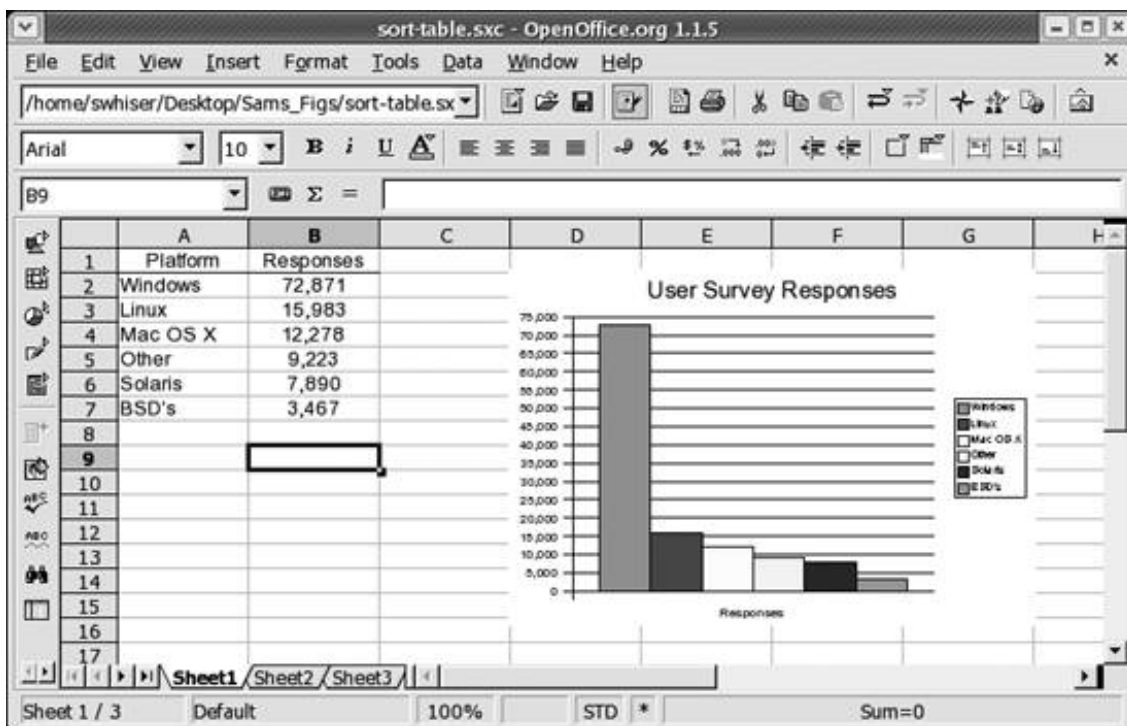 sort-table.sxc - OpenOffice.org 1.1.5
File Edit View Insert Format Tools Data Window Help
/home/swhiser/Desktop/Sams_Figs/sort-table.sx
Arial 10 B i U A
B9 Σ =
A B C D E F G H
1 Platform Responses
2 Windows 72,871
3 Linux 15,983
4 Mac OS X 12,278
5 Other 9,223
6 Solaris 7,890
7 BSD's 3,467
8
9
10
11
12
13
14
15
16
17
User Survey Responses
75,000
70,000
65,000
60,000
55,000
50,000
45,000
40,000
35,000
30,000
25,000
20,000
15,000
10,000
5,000
0
Responses
Windows
Linux
Mac OS X
Other
Solaris
BSD's
Sheet1 Sheet2 Sheet3
Sheet 1 / 3 Default 100% STD * Sum=0